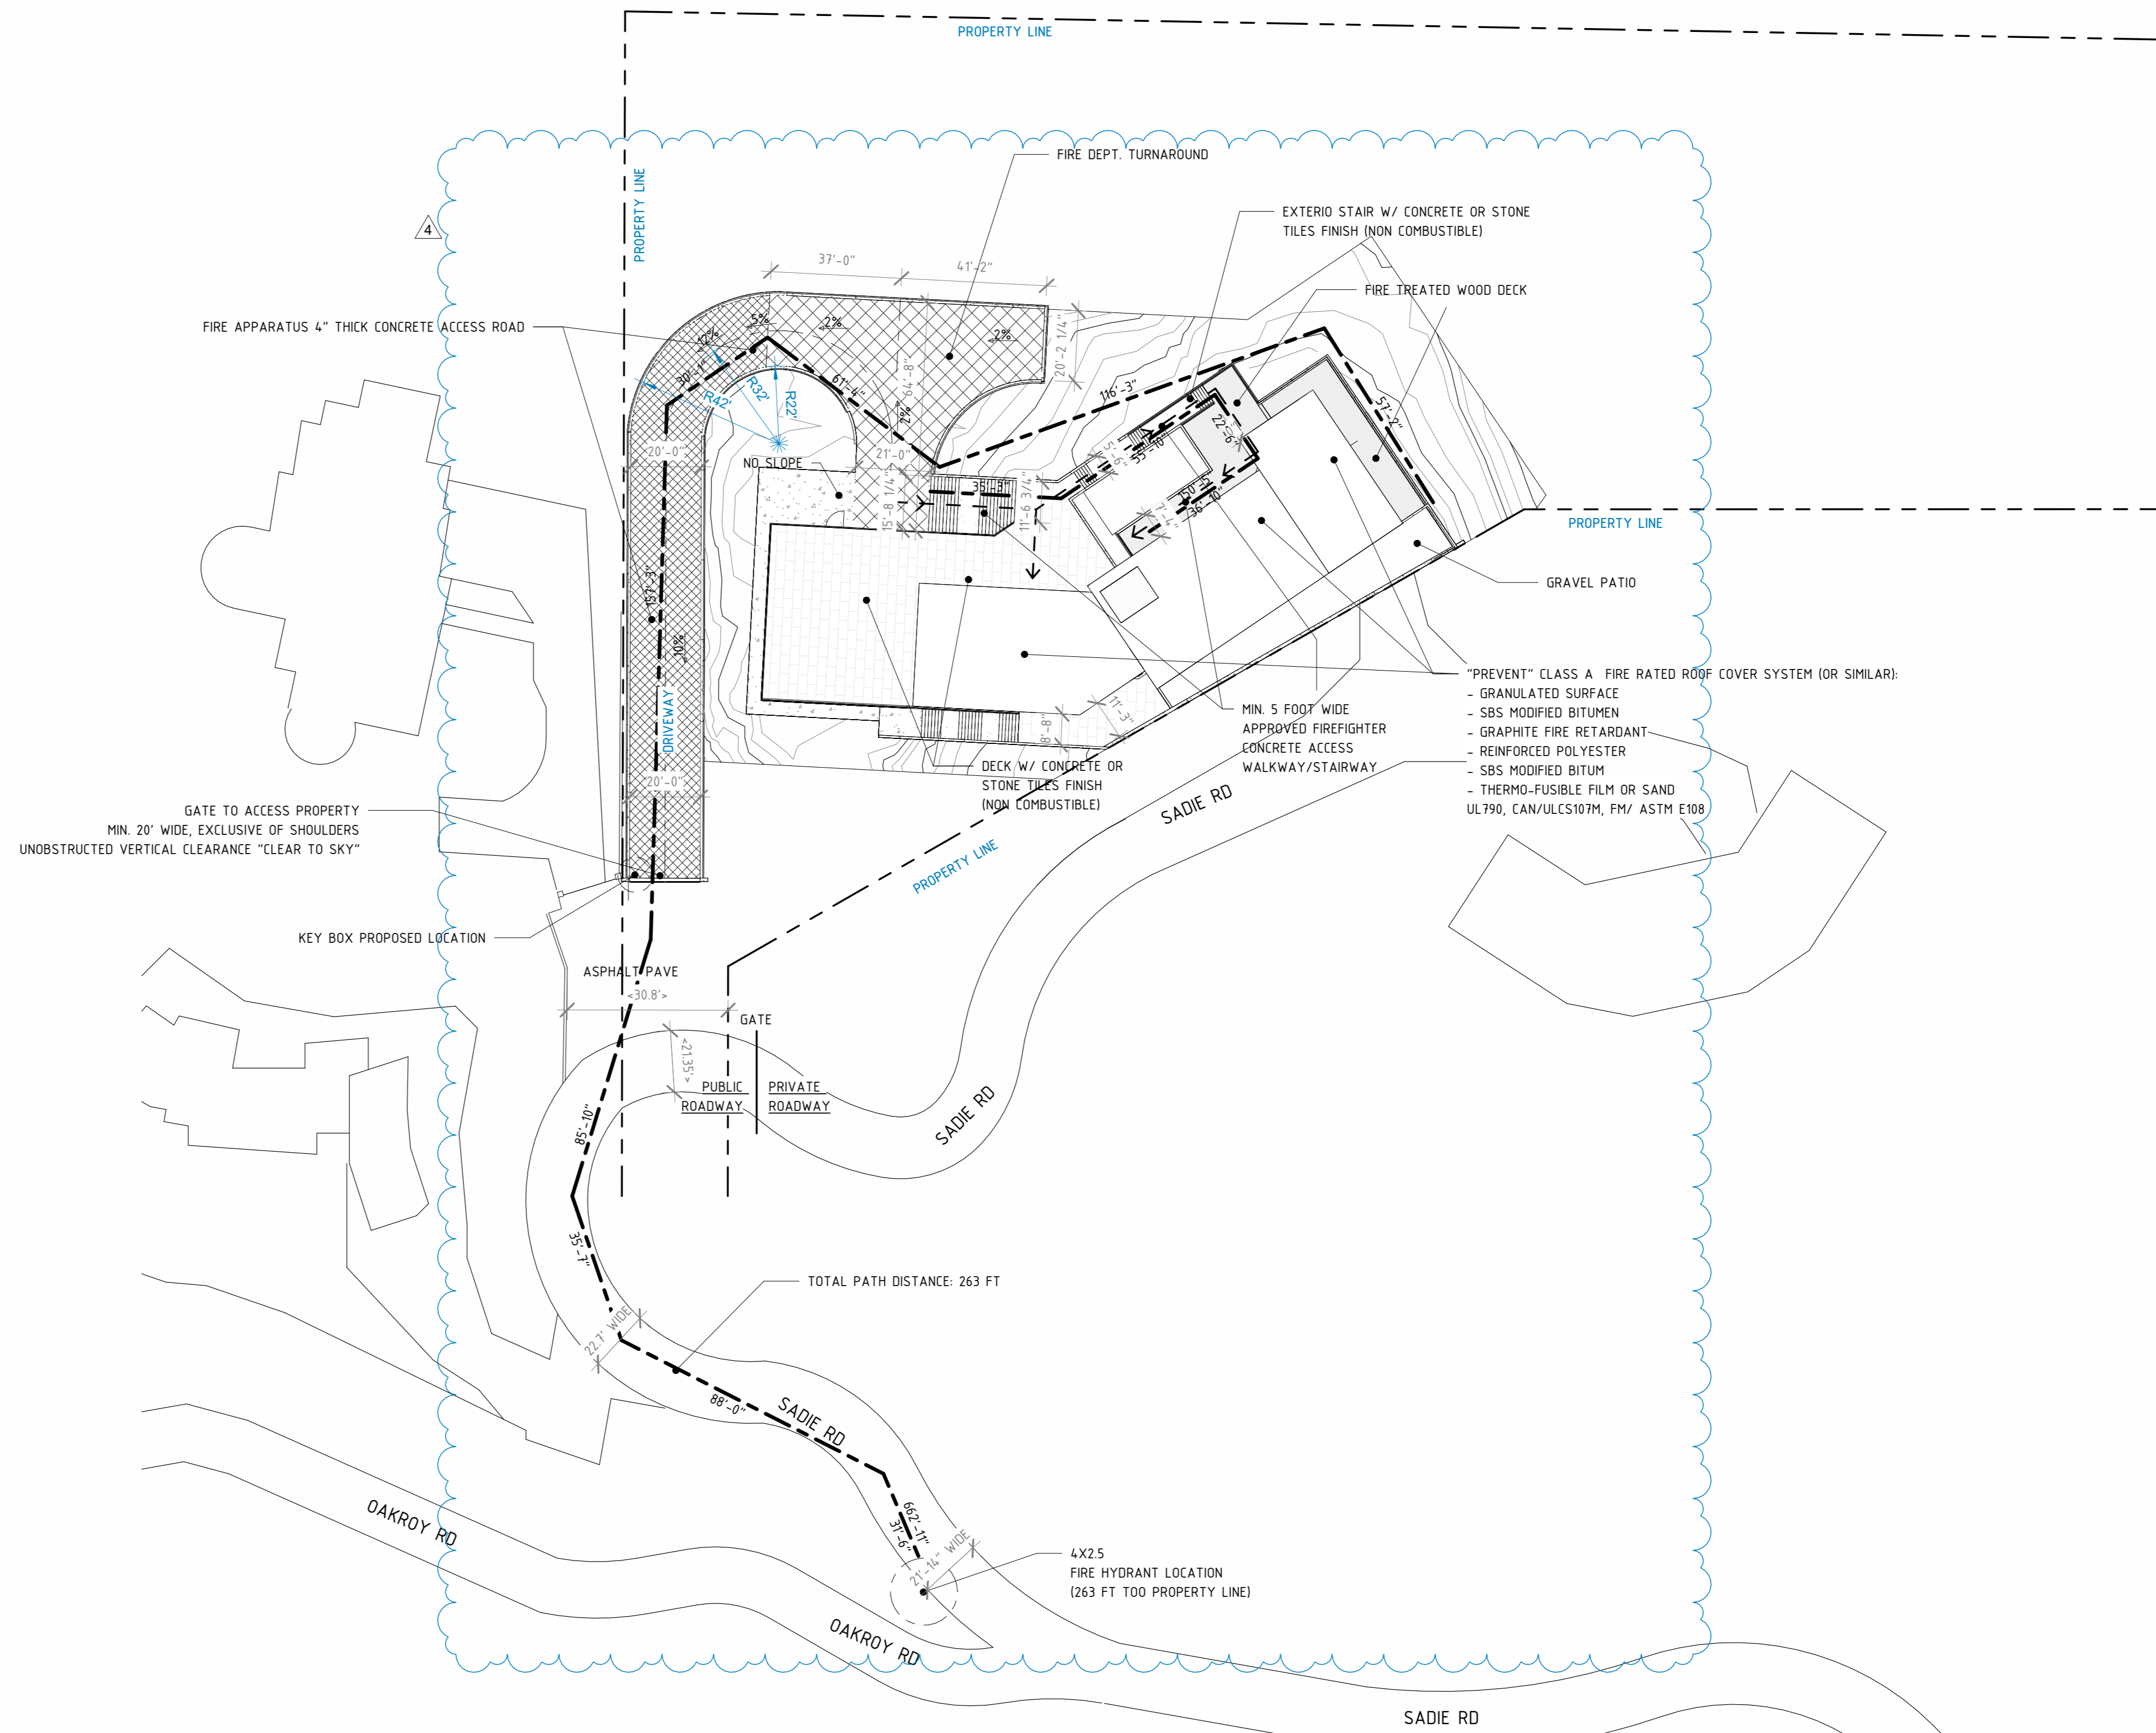 PROPERTY LINE
FIRE DEPT. TURNAROUND
PROPERTY LINE
4
EXTERIO STAIR W/ CONCRETE OR STONE
TILES FINISH (NON COMBUSTIBLE)
37'-0"
41'-2"
FIRE TREATED WOOD DECK
FIRE APPARATUS 4" THICK CONCRETE ACCESS ROAD
12%
5%
2%
2%
20'-2 1/4"
30'-1"
R42'
R32'
R22'
61'-4"
64'-8"
2%
116'-3"
57'-2"
22'-6"
55'-10"
5'-6"
20'-0"
NO SLOPE
21'-0"
15'-8 1/4"
35'-3"
11'-6 3/4"
36'-10"
7'-4"
PROPERTY LINE
GRAVEL PATIO
157'-3"
10%
DRIVEWAY
20'-0"
"PREVENT" CLASS A FIRE RATED ROOF COVER SYSTEM (OR SIMILAR):
- GRANULATED SURFACE
- SBS MODIFIED BITUMEN
- GRAPHITE FIRE RETARDANT
- REINFORCED POLYESTER
- SBS MODIFIED BITUM
- THERMO-FUSIBLE FILM OR SAND
UL790, CAN/ULCS107M, FM/ ASTM E108
11'-3"
8'-8"
MIN. 5 FOOT WIDE
APPROVED FIREFIGHTER
CONCRETE ACCESS
WALKWAY/STAIRWAY
DECK W/ CONCRETE OR
STONE TILES FINISH
(NON COMBUSTIBLE)
SADIE RD
GATE TO ACCESS PROPERTY
MIN. 20' WIDE, EXCLUSIVE OF SHOULDERS
UNOBSTRUCTED VERTICAL CLEARANCE "CLEAR TO SKY"
PROPERTY LINE
KEY BOX PROPOSED LOCATION
ASPHALT PAVE
<30.8'>
GATE
<21.35'>
PUBLIC
ROADWAY
PRIVATE
ROADWAY
SADIE RD
85'-10"
35'-7"
TOTAL PATH DISTANCE: 263 FT
22.7' WIDE
88'-0"
SADIE RD
662'-11"
31'-6"
21'-14" WIDE
4X2.5
FIRE HYDRANT LOCATION
(263 FT TOO PROPERTY LINE)
OAKROY RD
OAKROY RD
SADIE RD